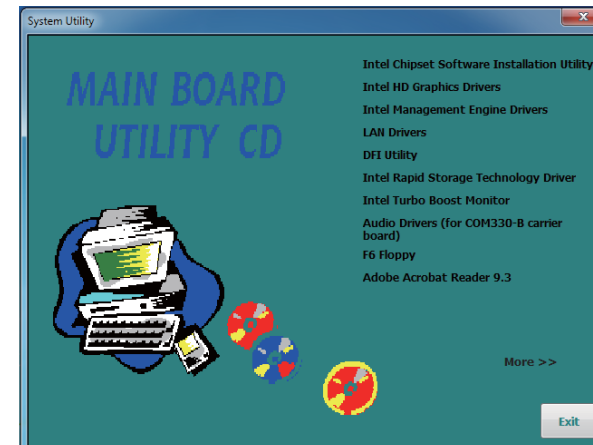 System Utility
MAIN BOARD
UTILITY CD
Intel Chipset Software Installation Utility
Intel HD Graphics Drivers
Intel Management Engine Drivers
LAN Drivers
DFI Utility
Intel Rapid Storage Technology Driver
Intel Turbo Boost Monitor
Audio Drivers (for COM330-B carrier
board)
F6 Floppy
Adobe Acrobat Reader 9.3
More >>
Exit